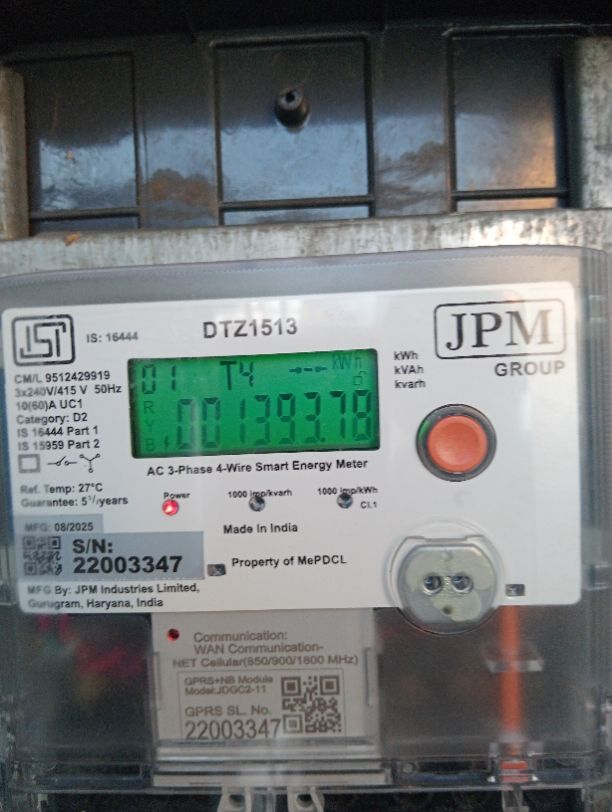 ISI
IS: 16444
DTZ1513
JPM
GROUP
CM/L 9512429919
3x240V/415 V 50Hz
10(60)A UC1
Category: D2
IS 16444 Part 1
IS 15959 Part 2
01 T4 kWh
R
Y
B
001393.78
kWh
kVAh
kvarh
AC 3-Phase 4-Wire Smart Energy Meter
Ref. Temp: 27°C
Guarantee: 5½years
Power
1000 imp/kvarh
1000 imp/kWh
Cl.1
MFG: 08/2025
Made In India
S/N:
22003347
Property of MePDCL
MFG By: JPM Industries Limited,
Gurugram, Haryana, India
Communication:
WAN Communication-
NET Cellular(850/900/1800 MHz)
GPRS+NB Module
Model:JDGC2-11
GPRS SL. No.
22003347